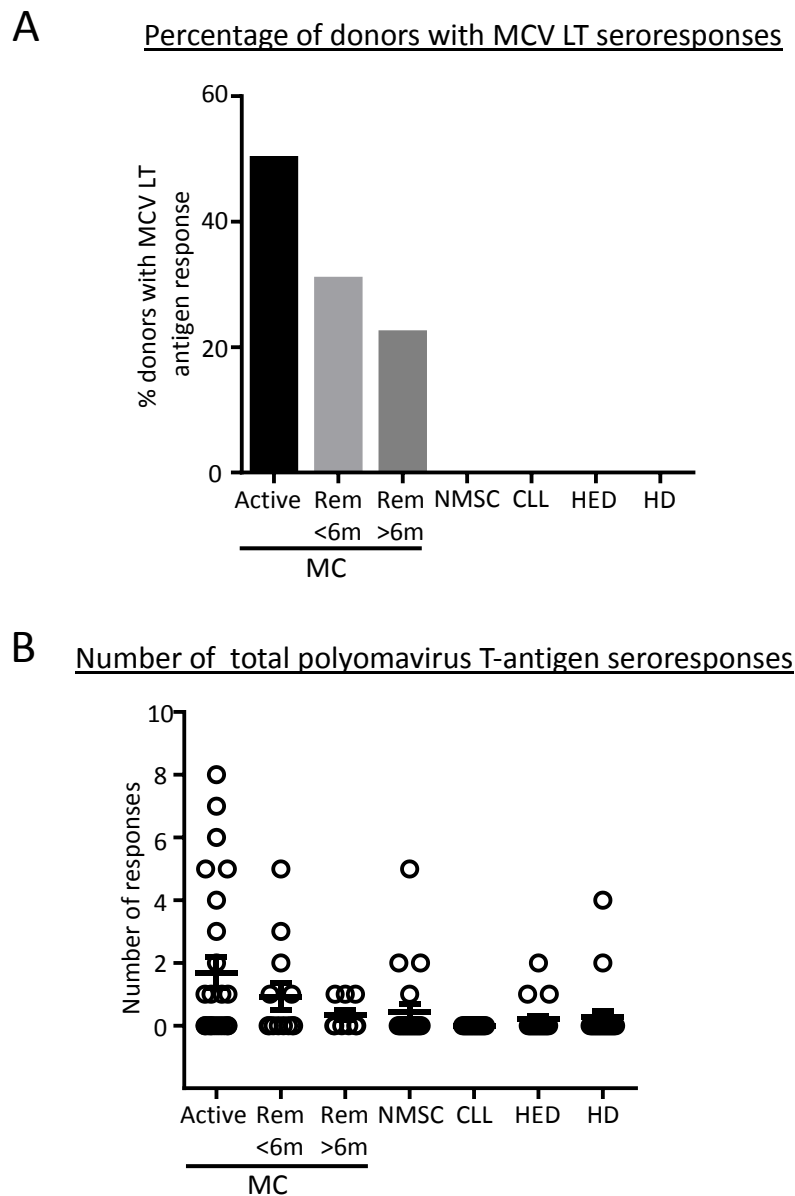 A
Percentage of donors with MCV LT seroresponses
% donors with MCV LT
antigen response
60
40
20
0
Active Rem Rem NMSC CLL HED HD
<6m >6m
MC
B
Number of total polyomavirus T-antigen seroresponses
Number of responses
10
8
6
4
2
0
Active Rem Rem NMSC CLL HED HD
<6m >6m
MC